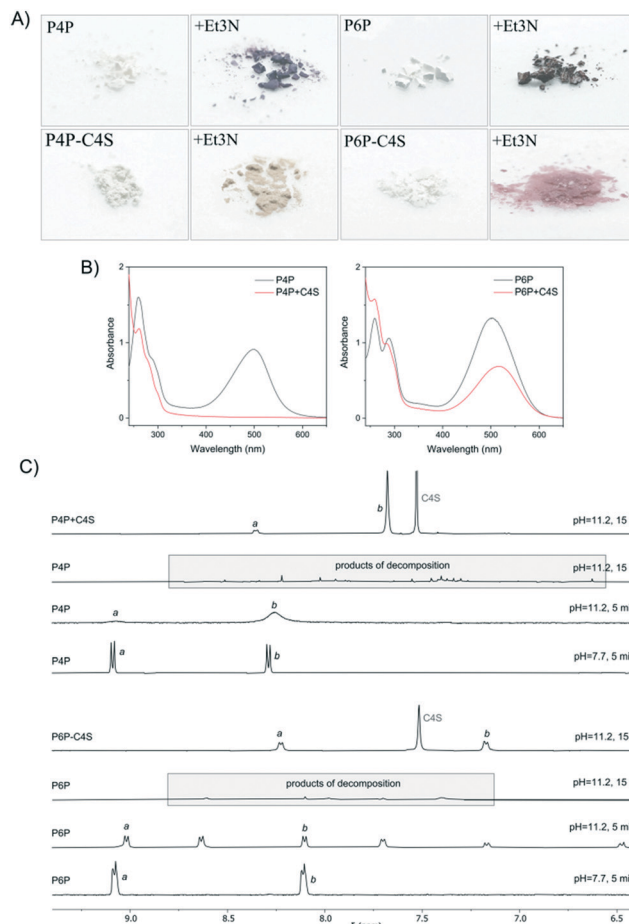 A)
P4P +Et3N P6P +Et3N
P4P-C4S +Et3N P6P-C4S +Et3N
B)
2
1
0
Absorbance
P4P
P4P+C4S
300 400 500 600
Wavelength (nm)
2
1
0
Absorbance
P6P
P6P+C4S
300 400 500 600
Wavelength (nm)
C)
P4P+C4S a b C4S pH=11.2, 15
P4P products of decomposition pH=11.2, 15
P4P a b pH=11.2, 5 mi
P4P a b pH=7.7, 5 mi
P6P-C4S a C4S b pH=11.2, 15
P6P products of decomposition pH=11.2, 15
P6P a b pH=11.2, 5 mi
P6P a b pH=7.7, 5 mi
9.0 8.5 8.0 7.5 7.0 6.5